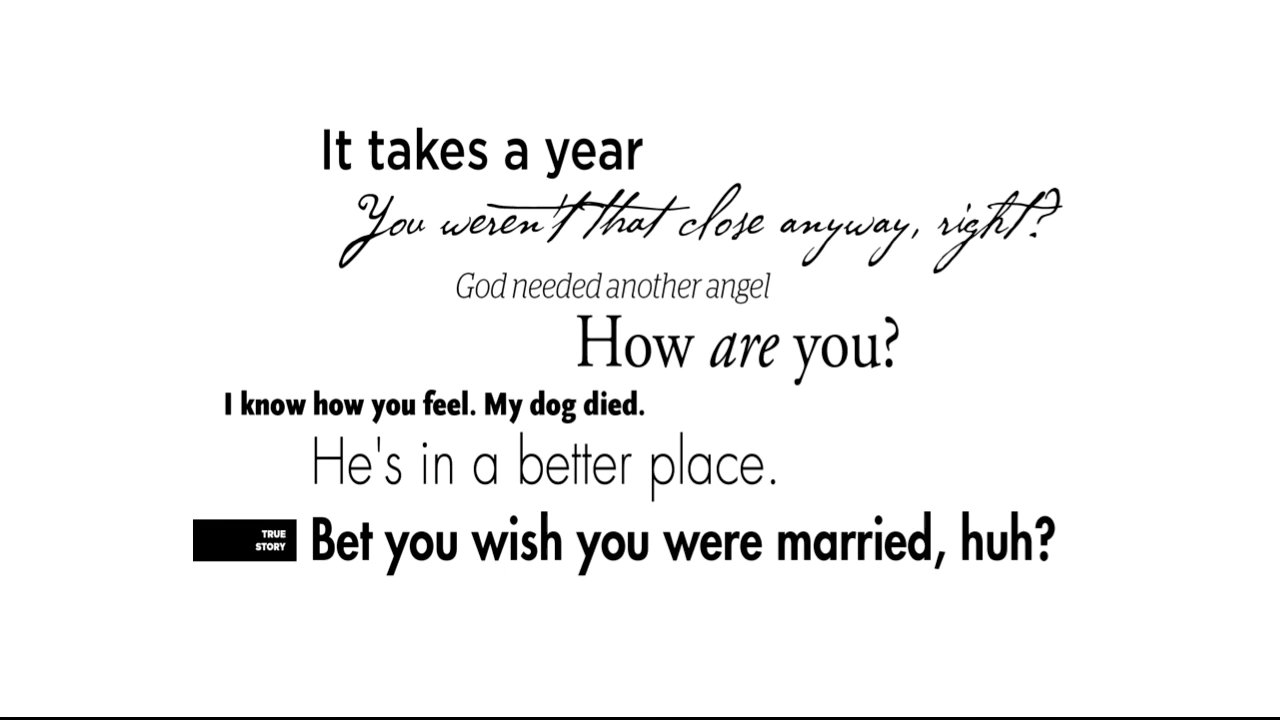 It takes a year
You weren't that close anyway, right?
God needed another angel
How are you?
I know how you feel. My dog died.
He's in a better place.
TRUE
STORY
Bet you wish you were married, huh?